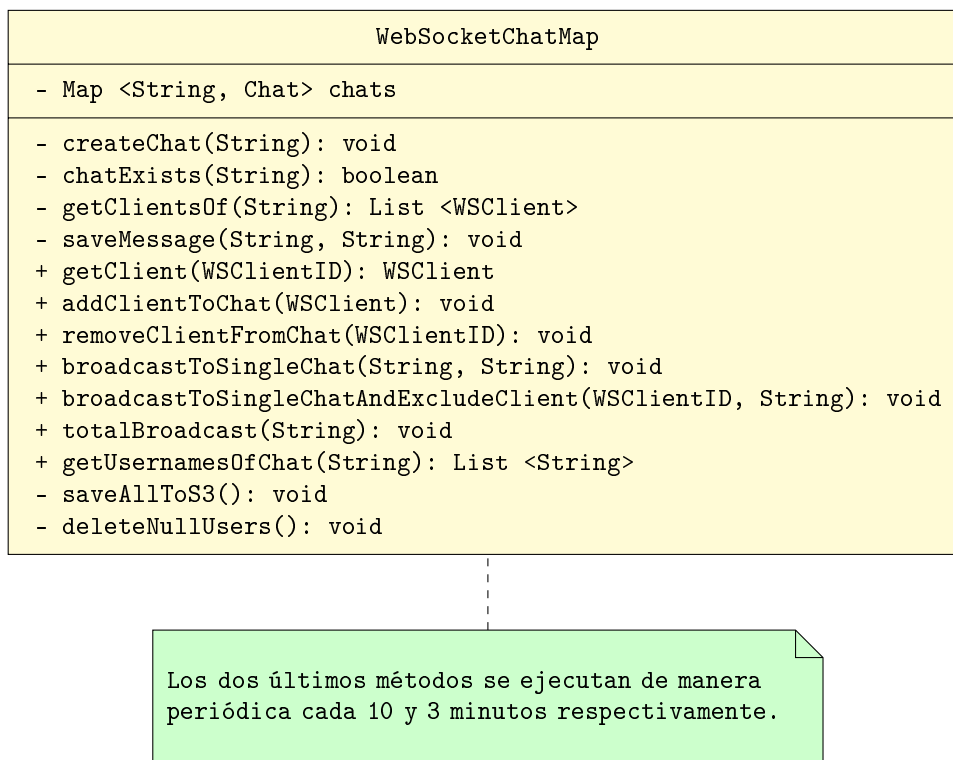 WebSocketChatMap
- Map <String, Chat> chats
- createChat(String): void
- chatExists(String): boolean
- getClientsOf(String): List <WSClient>
- saveMessage(String, String): void
+ getClient(WSClientID): WSClient
+ addClientToChat(WSClient): void
+ removeClientFromChat(WSClientID): void
+ broadcastToSingleChat(String, String): void
+ broadcastToSingleChatAndExcludeClient(WSClientID, String): void
+ totalBroadcast(String): void
+ getUsernamesOfChat(String): List <String>
- saveAllToS3(): void
- deleteNullUsers(): void
Los dos últimos métodos se ejecutan de manera
periódica cada 10 y 3 minutos respectivamente.